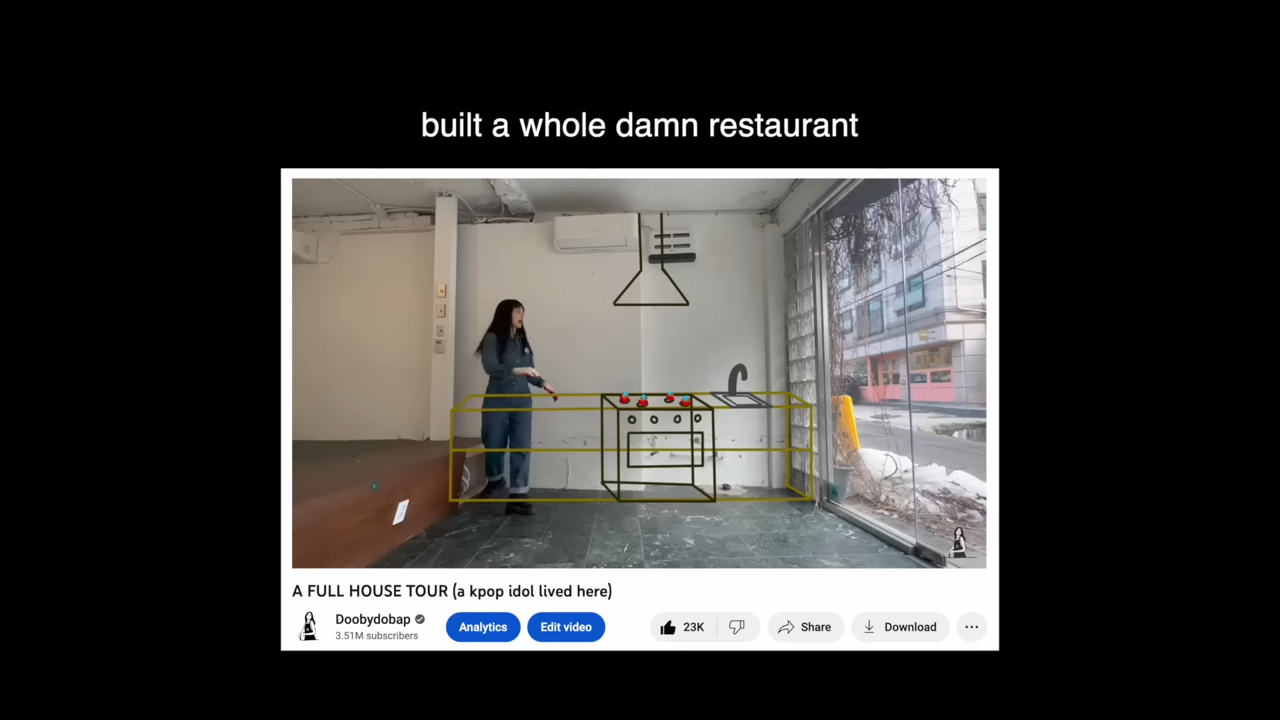 built a whole damn restaurant
A FULL HOUSE TOUR (a kpop idol lived here)
Doobydobap
3.51M subscribers
Analytics
Edit video
23K
Share
Download